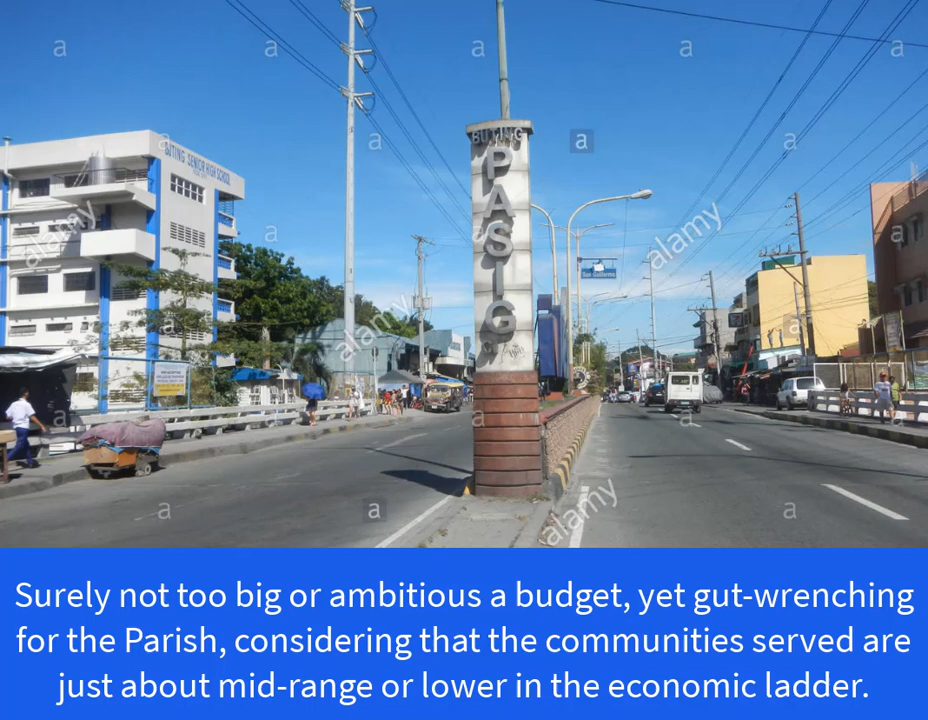 BUTING
PASIG
BUTING SENIOR HIGH SCHOOL
San Guillermo
a
alamy
Surely not too big or ambitious a budget, yet gut-wrenching
for the Parish, considering that the communities served are
just about mid-range or lower in the economic ladder.